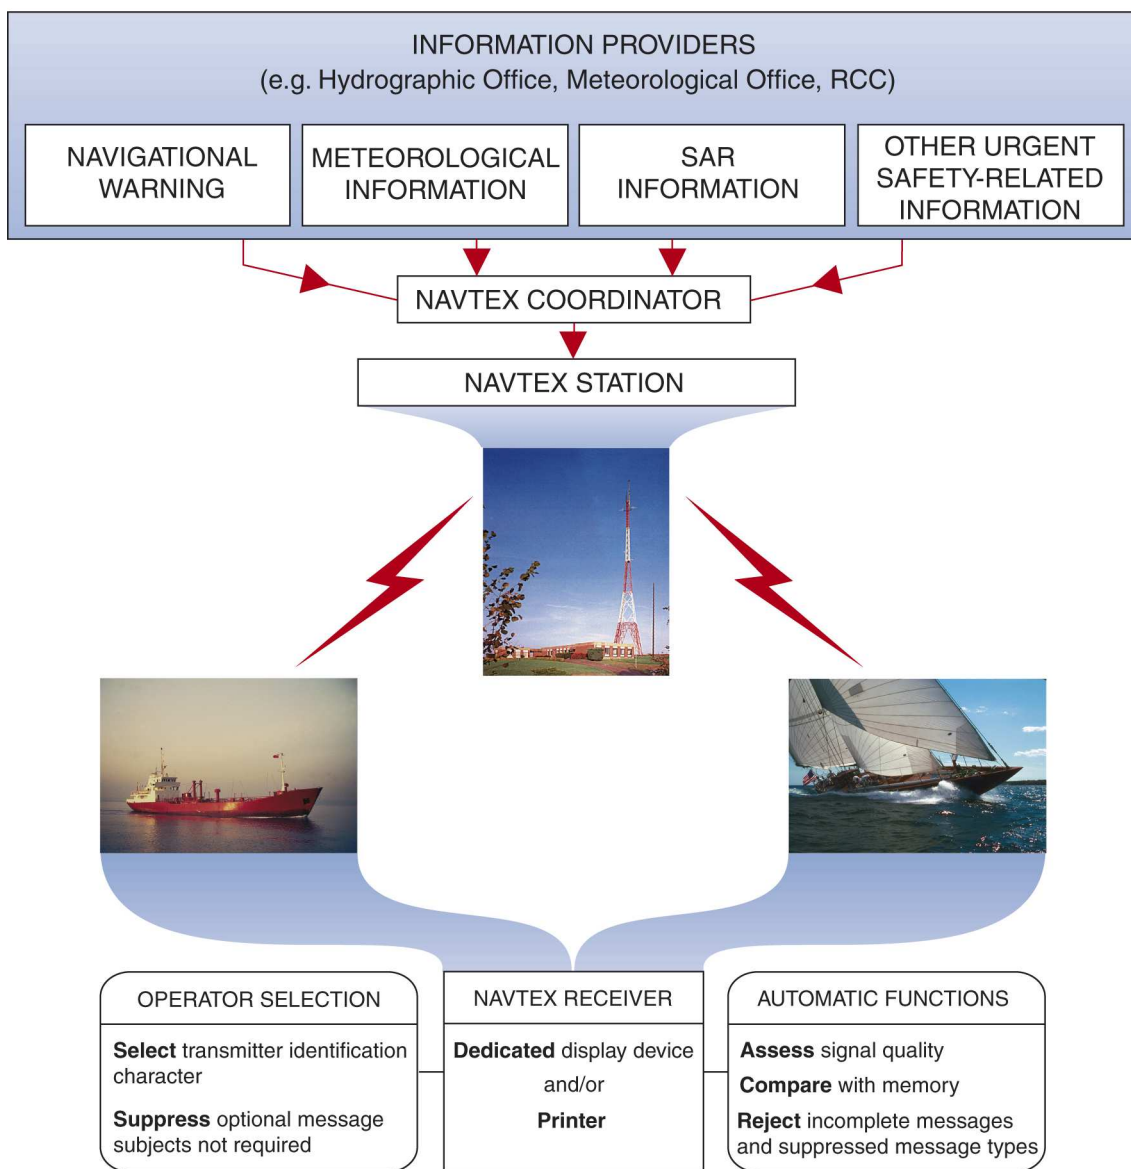 INFORMATION PROVIDERS
(e.g. Hydrographic Office, Meteorological Office, RCC)
NAVIGATIONAL
WARNING
METEOROLOGICAL
INFORMATION
SAR
INFORMATION
OTHER URGENT
SAFETY-RELATED
INFORMATION
NAVTEX COORDINATOR
NAVTEX STATION
OPERATOR SELECTION
Select transmitter identification
character
Suppress optional message
subjects not required
NAVTEX RECEIVER
Dedicated display device
and/or
Printer
AUTOMATIC FUNCTIONS
Assess signal quality
Compare with memory
Reject incomplete messages
and suppressed message types